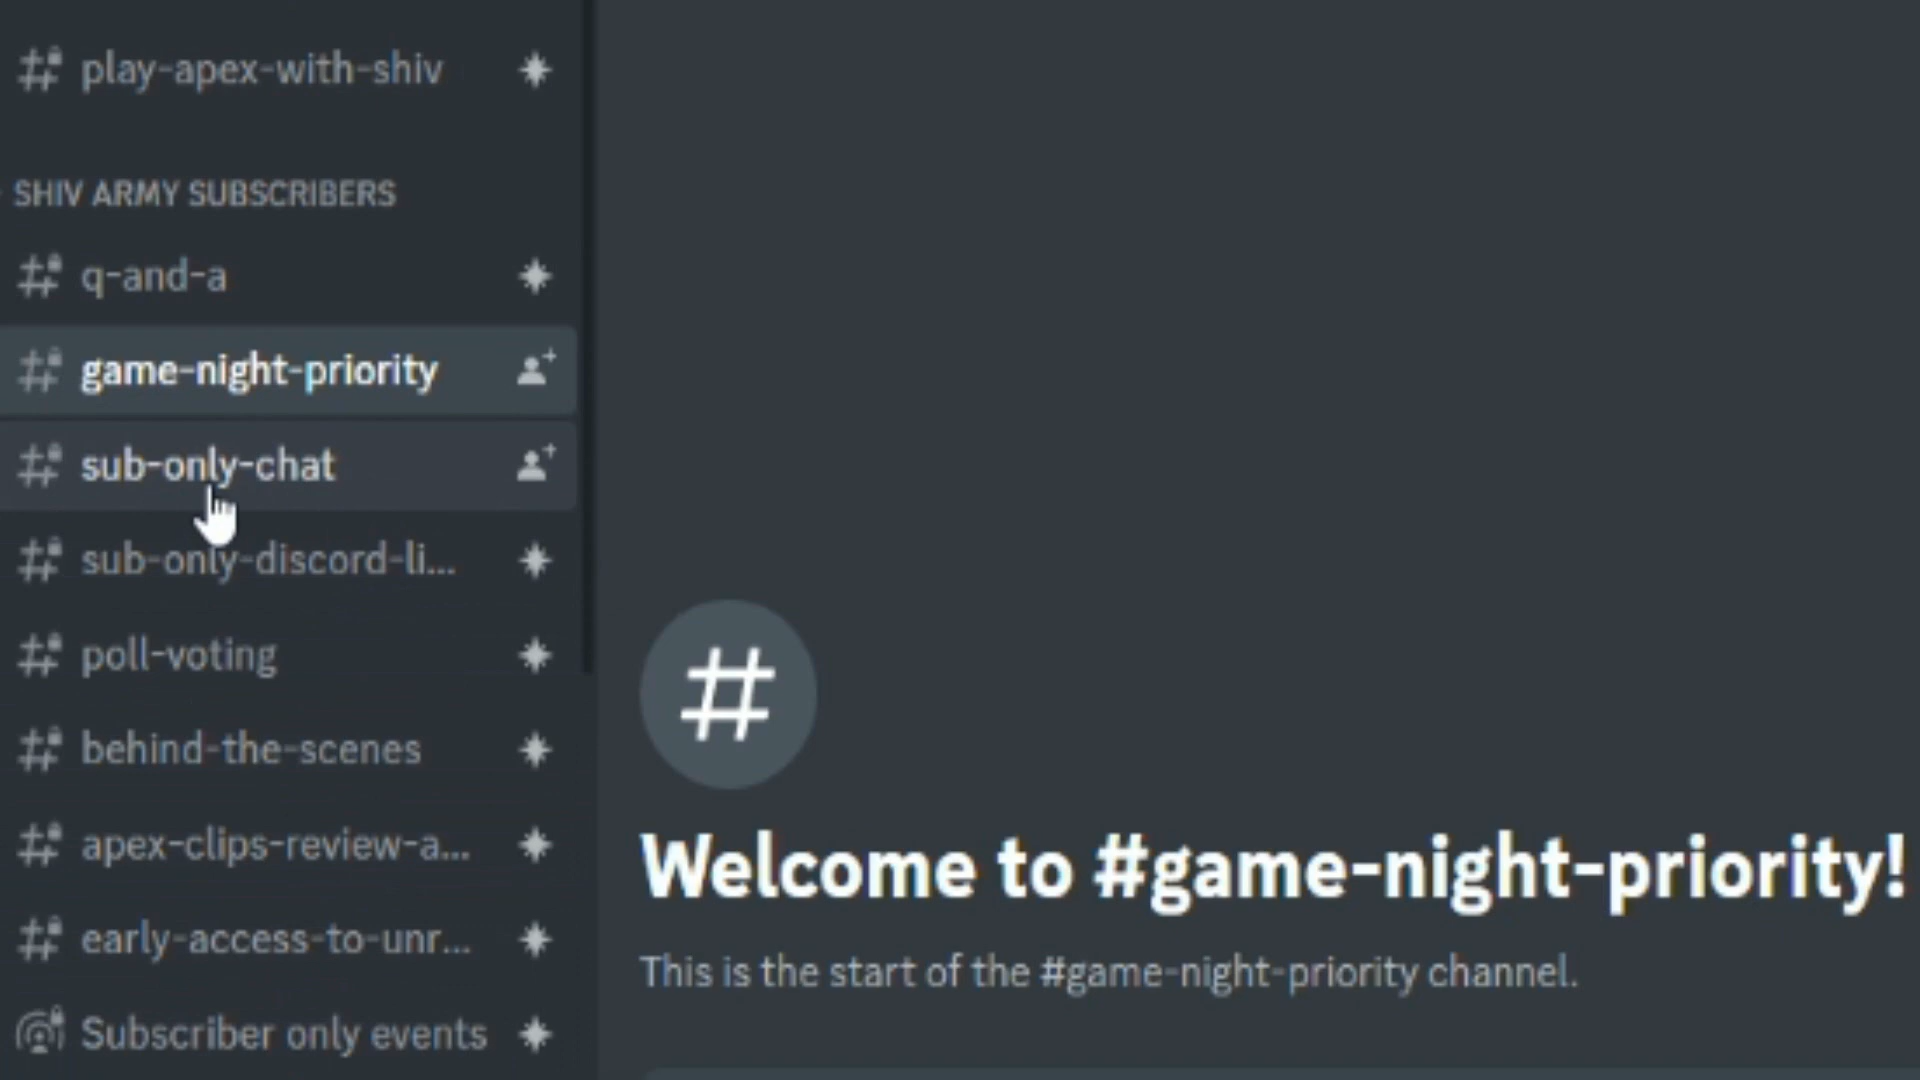 play-apex-with-shiv
SHIV ARMY SUBSCRIBERS
q-and-a
game-night-priority
sub-only-chat
sub-only-discord-li...
poll-voting
behind-the-scenes
apex-clips-review-a...
early-access-to-unr...
Subscriber only events
#
Welcome to #game-night-priority!
This is the start of the #game-night-priority channel.